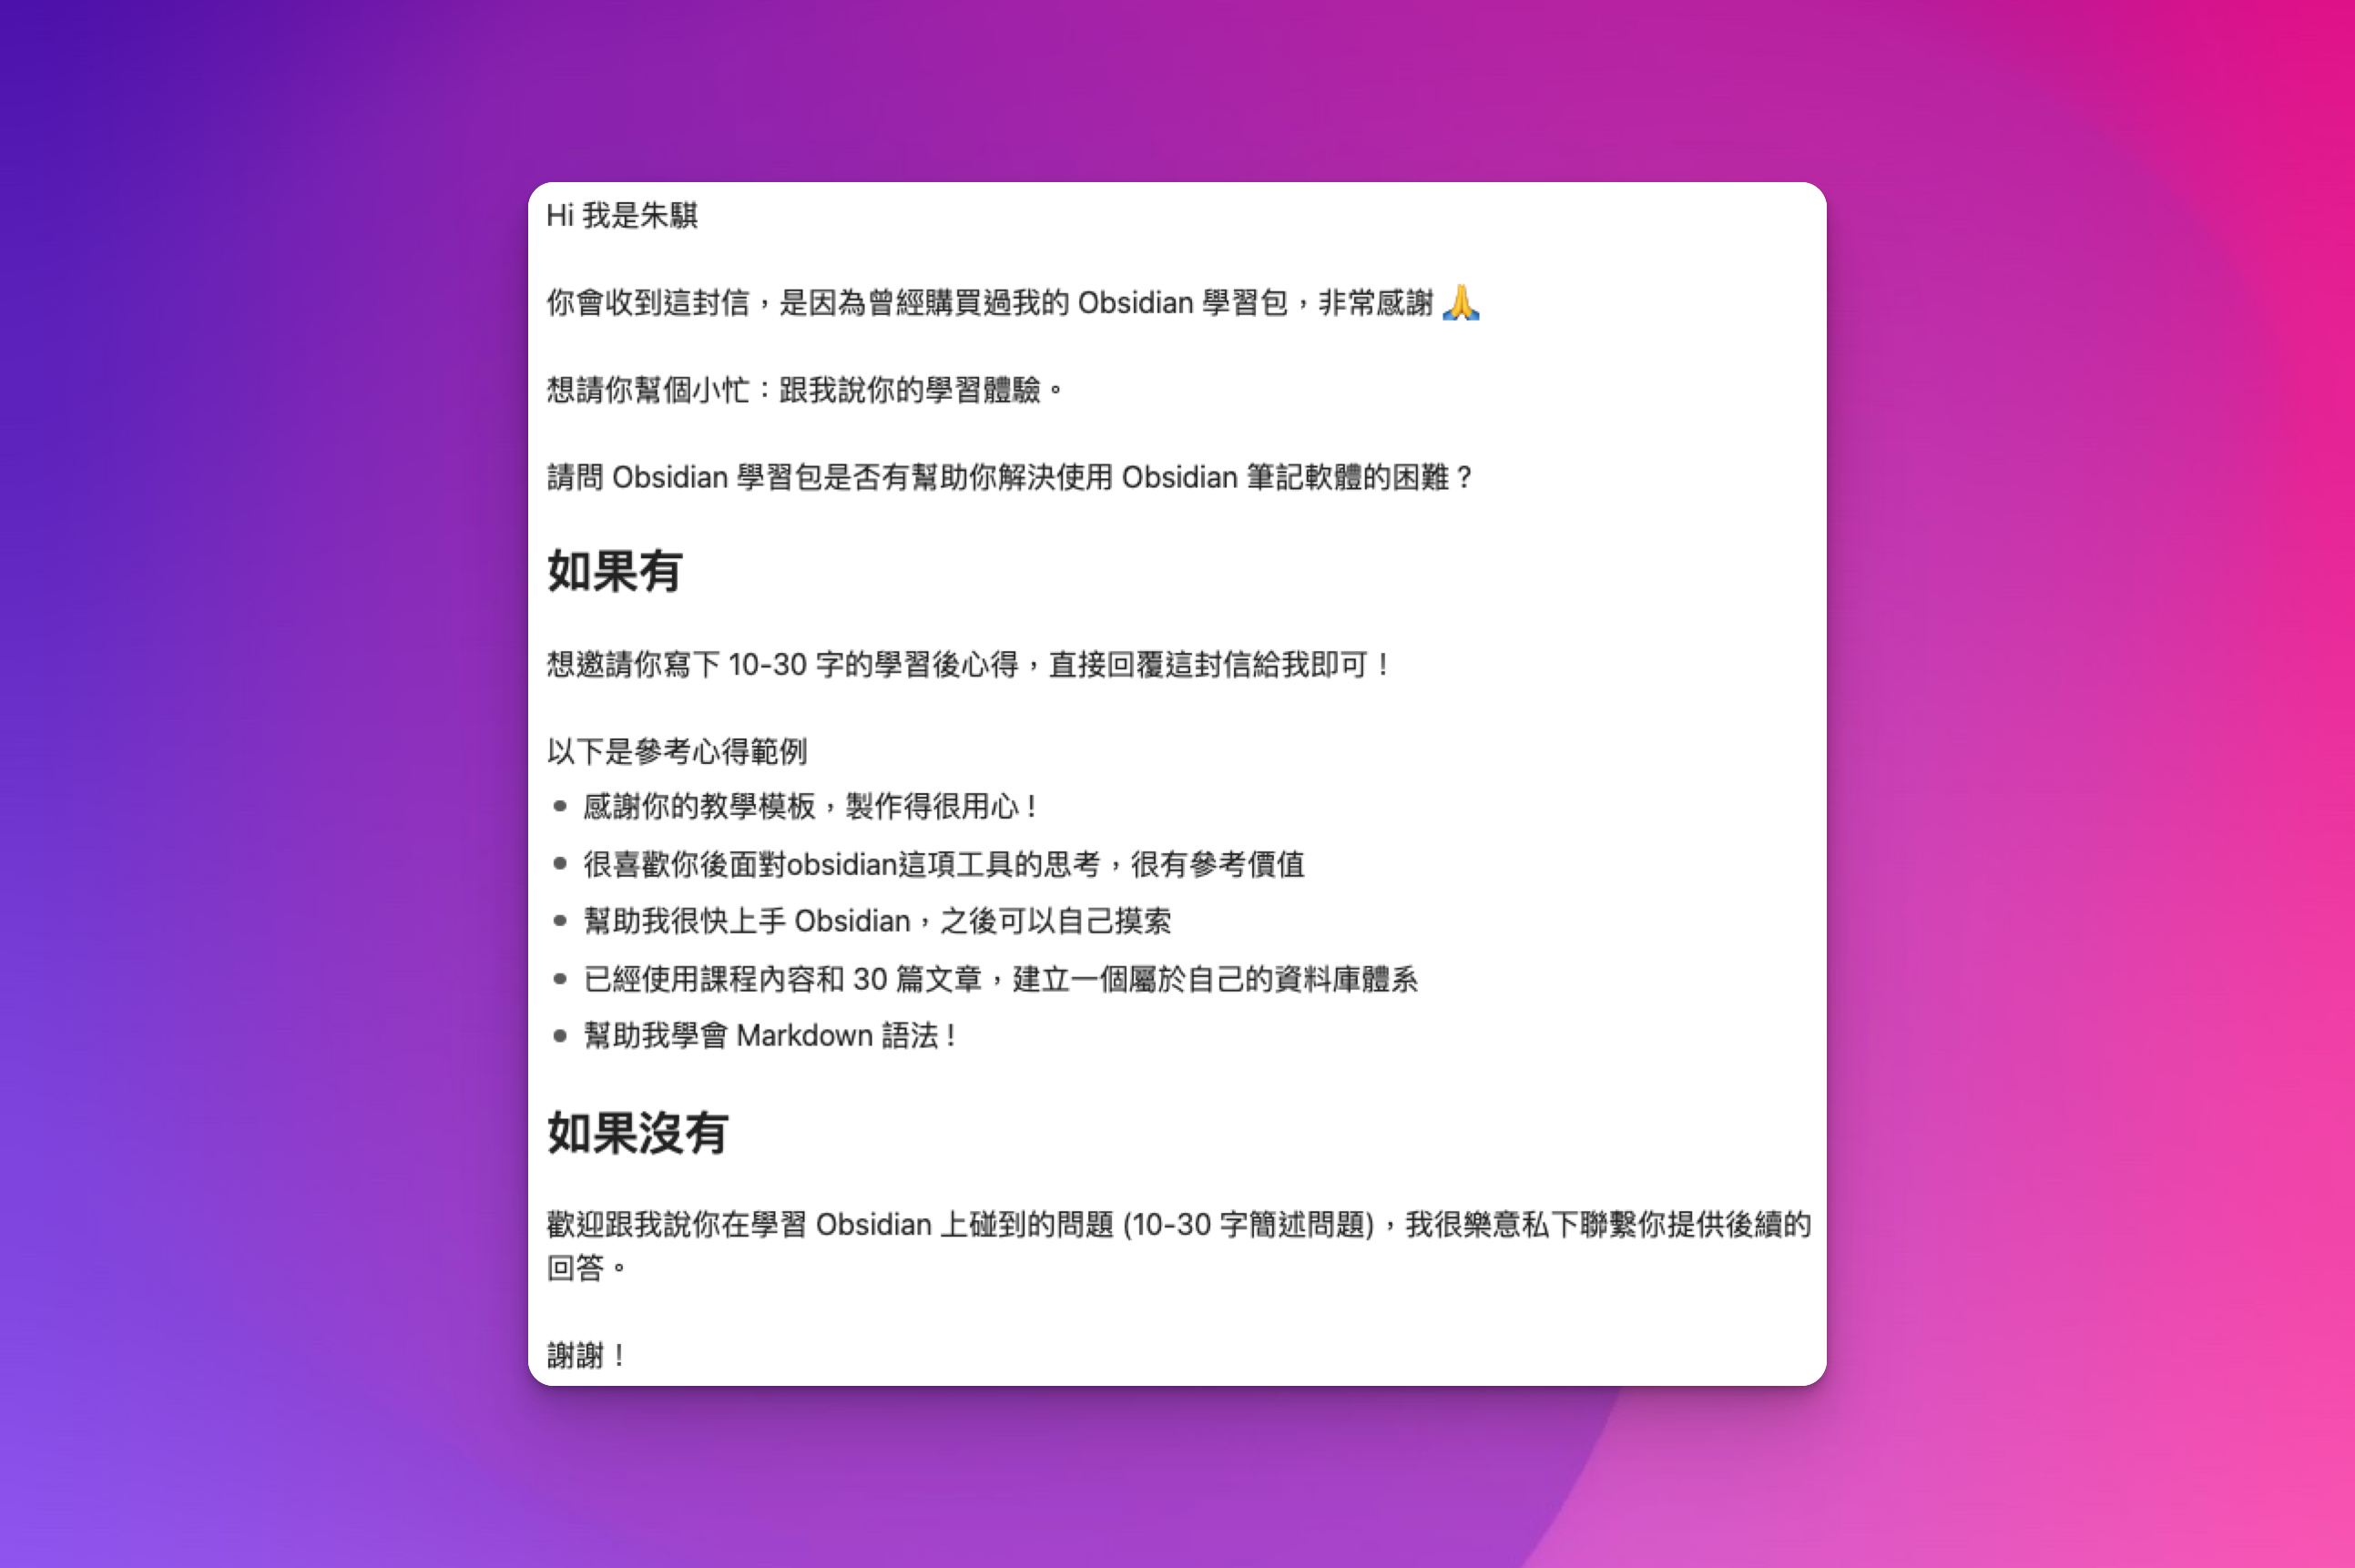 Hi 我是朱騏
你會收到這封信，是因為曾經購買過我的 Obsidian 學習包，非常感謝 🙏
想請你幫個小忙：跟我說你的學習體驗。
請問 Obsidian 學習包是否有幫助你解決使用 Obsidian 筆記軟體的困難？
如果有
想邀請你寫下 10-30 字的學習後心得，直接回覆這封信給我即可！
以下是參考心得範例
• 感謝你的教學模板，製作得很用心！
• 很喜歡你後面對obsidian這項工具的思考，很有參考價值
• 幫助我很快上手 Obsidian，之後可以自己摸索
• 已經使用課程內容和 30 篇文章，建立一個屬於自己的資料庫體系
• 幫助我學會 Markdown 語法！
如果沒有
歡迎跟我說你在學習 Obsidian 上碰到的問題 (10-30 字簡述問題)，我很樂意私下聯繫你提供後續的
回答。
謝謝！